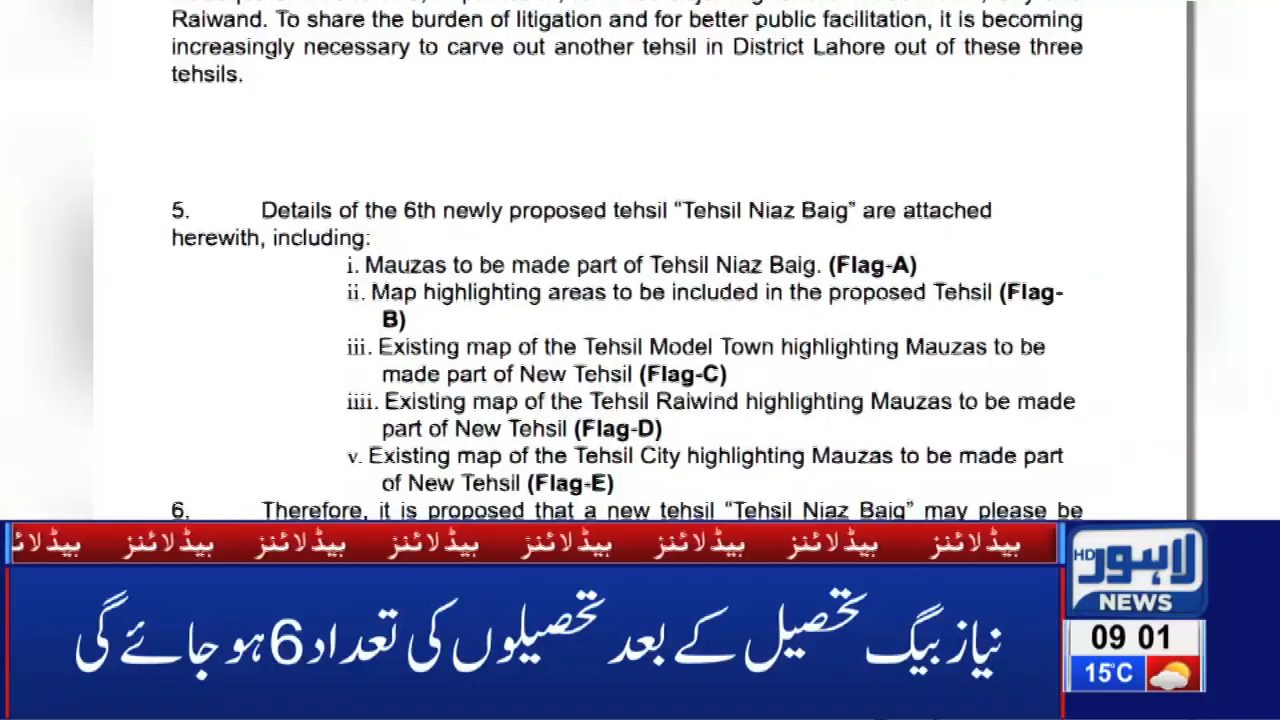 Raiwand. To share the burden of litigation and for better public facilitation, it is becoming
increasingly necessary to carve out another tehsil in District Lahore out of these three
tehsils.
5. Details of the 6th newly proposed tehsil “Tehsil Niaz Baig” are attached
herewith, including:
i. Mauzas to be made part of Tehsil Niaz Baig. (Flag-A)
ii. Map highlighting areas to be included in the proposed Tehsil (Flag-
B)
iii. Existing map of the Tehsil Model Town highlighting Mauzas to be
made part of New Tehsil (Flag-C)
iiii. Existing map of the Tehsil Raiwind highlighting Mauzas to be made
part of New Tehsil (Flag-D)
v. Existing map of the Tehsil City highlighting Mauzas to be made part
of New Tehsil (Flag-E)
6. Therefore, it is proposed that a new tehsil “Tehsil Niaz Baig” may please be
ہیڈلائنز ہیڈلائنز ہیڈلائنز ہیڈلائنز ہیڈلائنز ہیڈلائنز ہیڈلائنز
نیاز بیگ تحصیل کے بعد تحصیلوں کی تعداد 6 ہو جائے گی
لاہور HD
NEWS
09 01
15°C